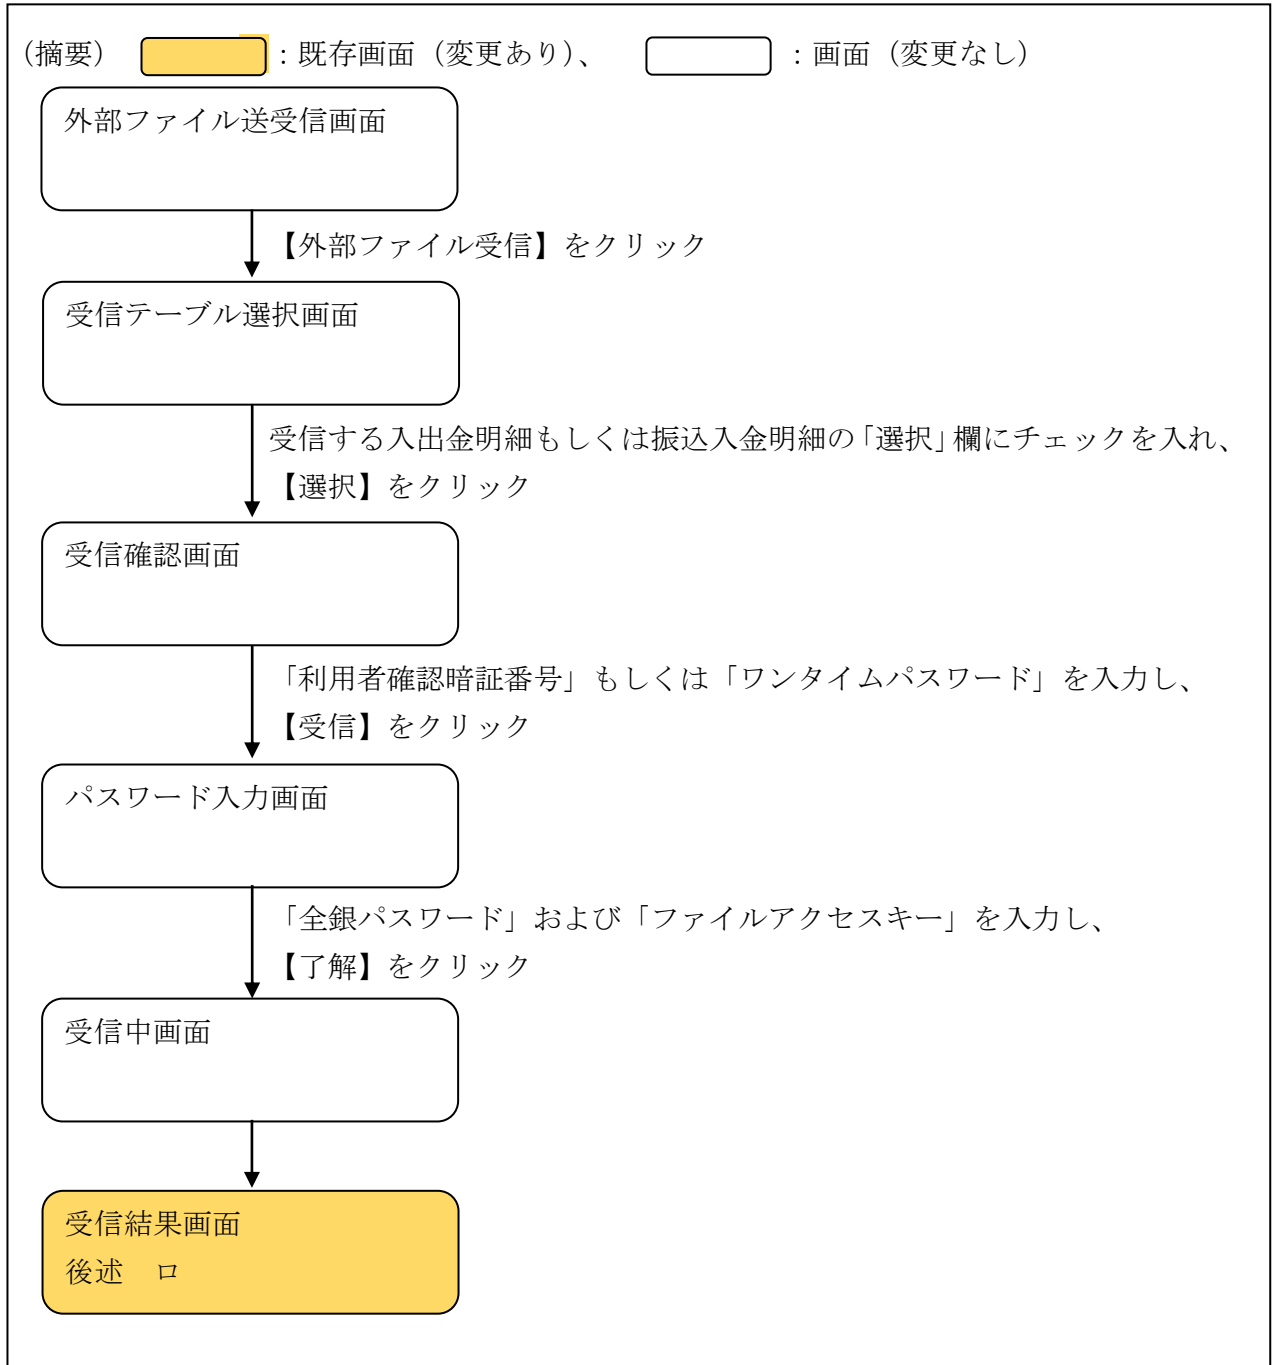 (摘要) :既存画面(変更あり)、 :画面(変更なし)
外部ファイル送受信画面
【外部ファイル受信】をクリック
受信テーブル選択画面
受信する入出金明細もしくは振込入金明細の「選択」欄にチェックを入れ、
【選択】をクリック
受信確認画面
「利用者確認暗証番号」もしくは「ワンタイムパスワード」を入力し、
【受信】をクリック
パスワード入力画面
「全銀パスワード」および「ファイルアクセスキー」を入力し、
【了解】をクリック
受信中画面
受信結果画面
後述 ロ